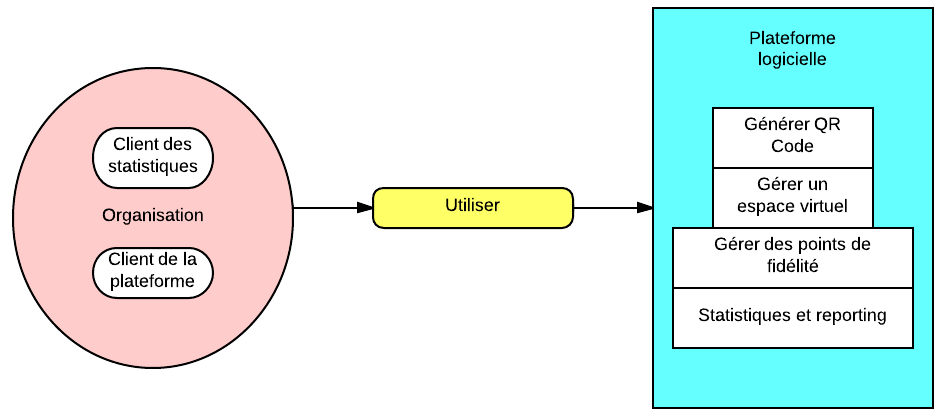 Client des
statistiques
Organisation
Client de la
plateforme
Utiliser
Plateforme
logicielle
Générer QR
Code
Gérer un
espace virtuel
Gérer des points de
fidélité
Statistiques et reporting